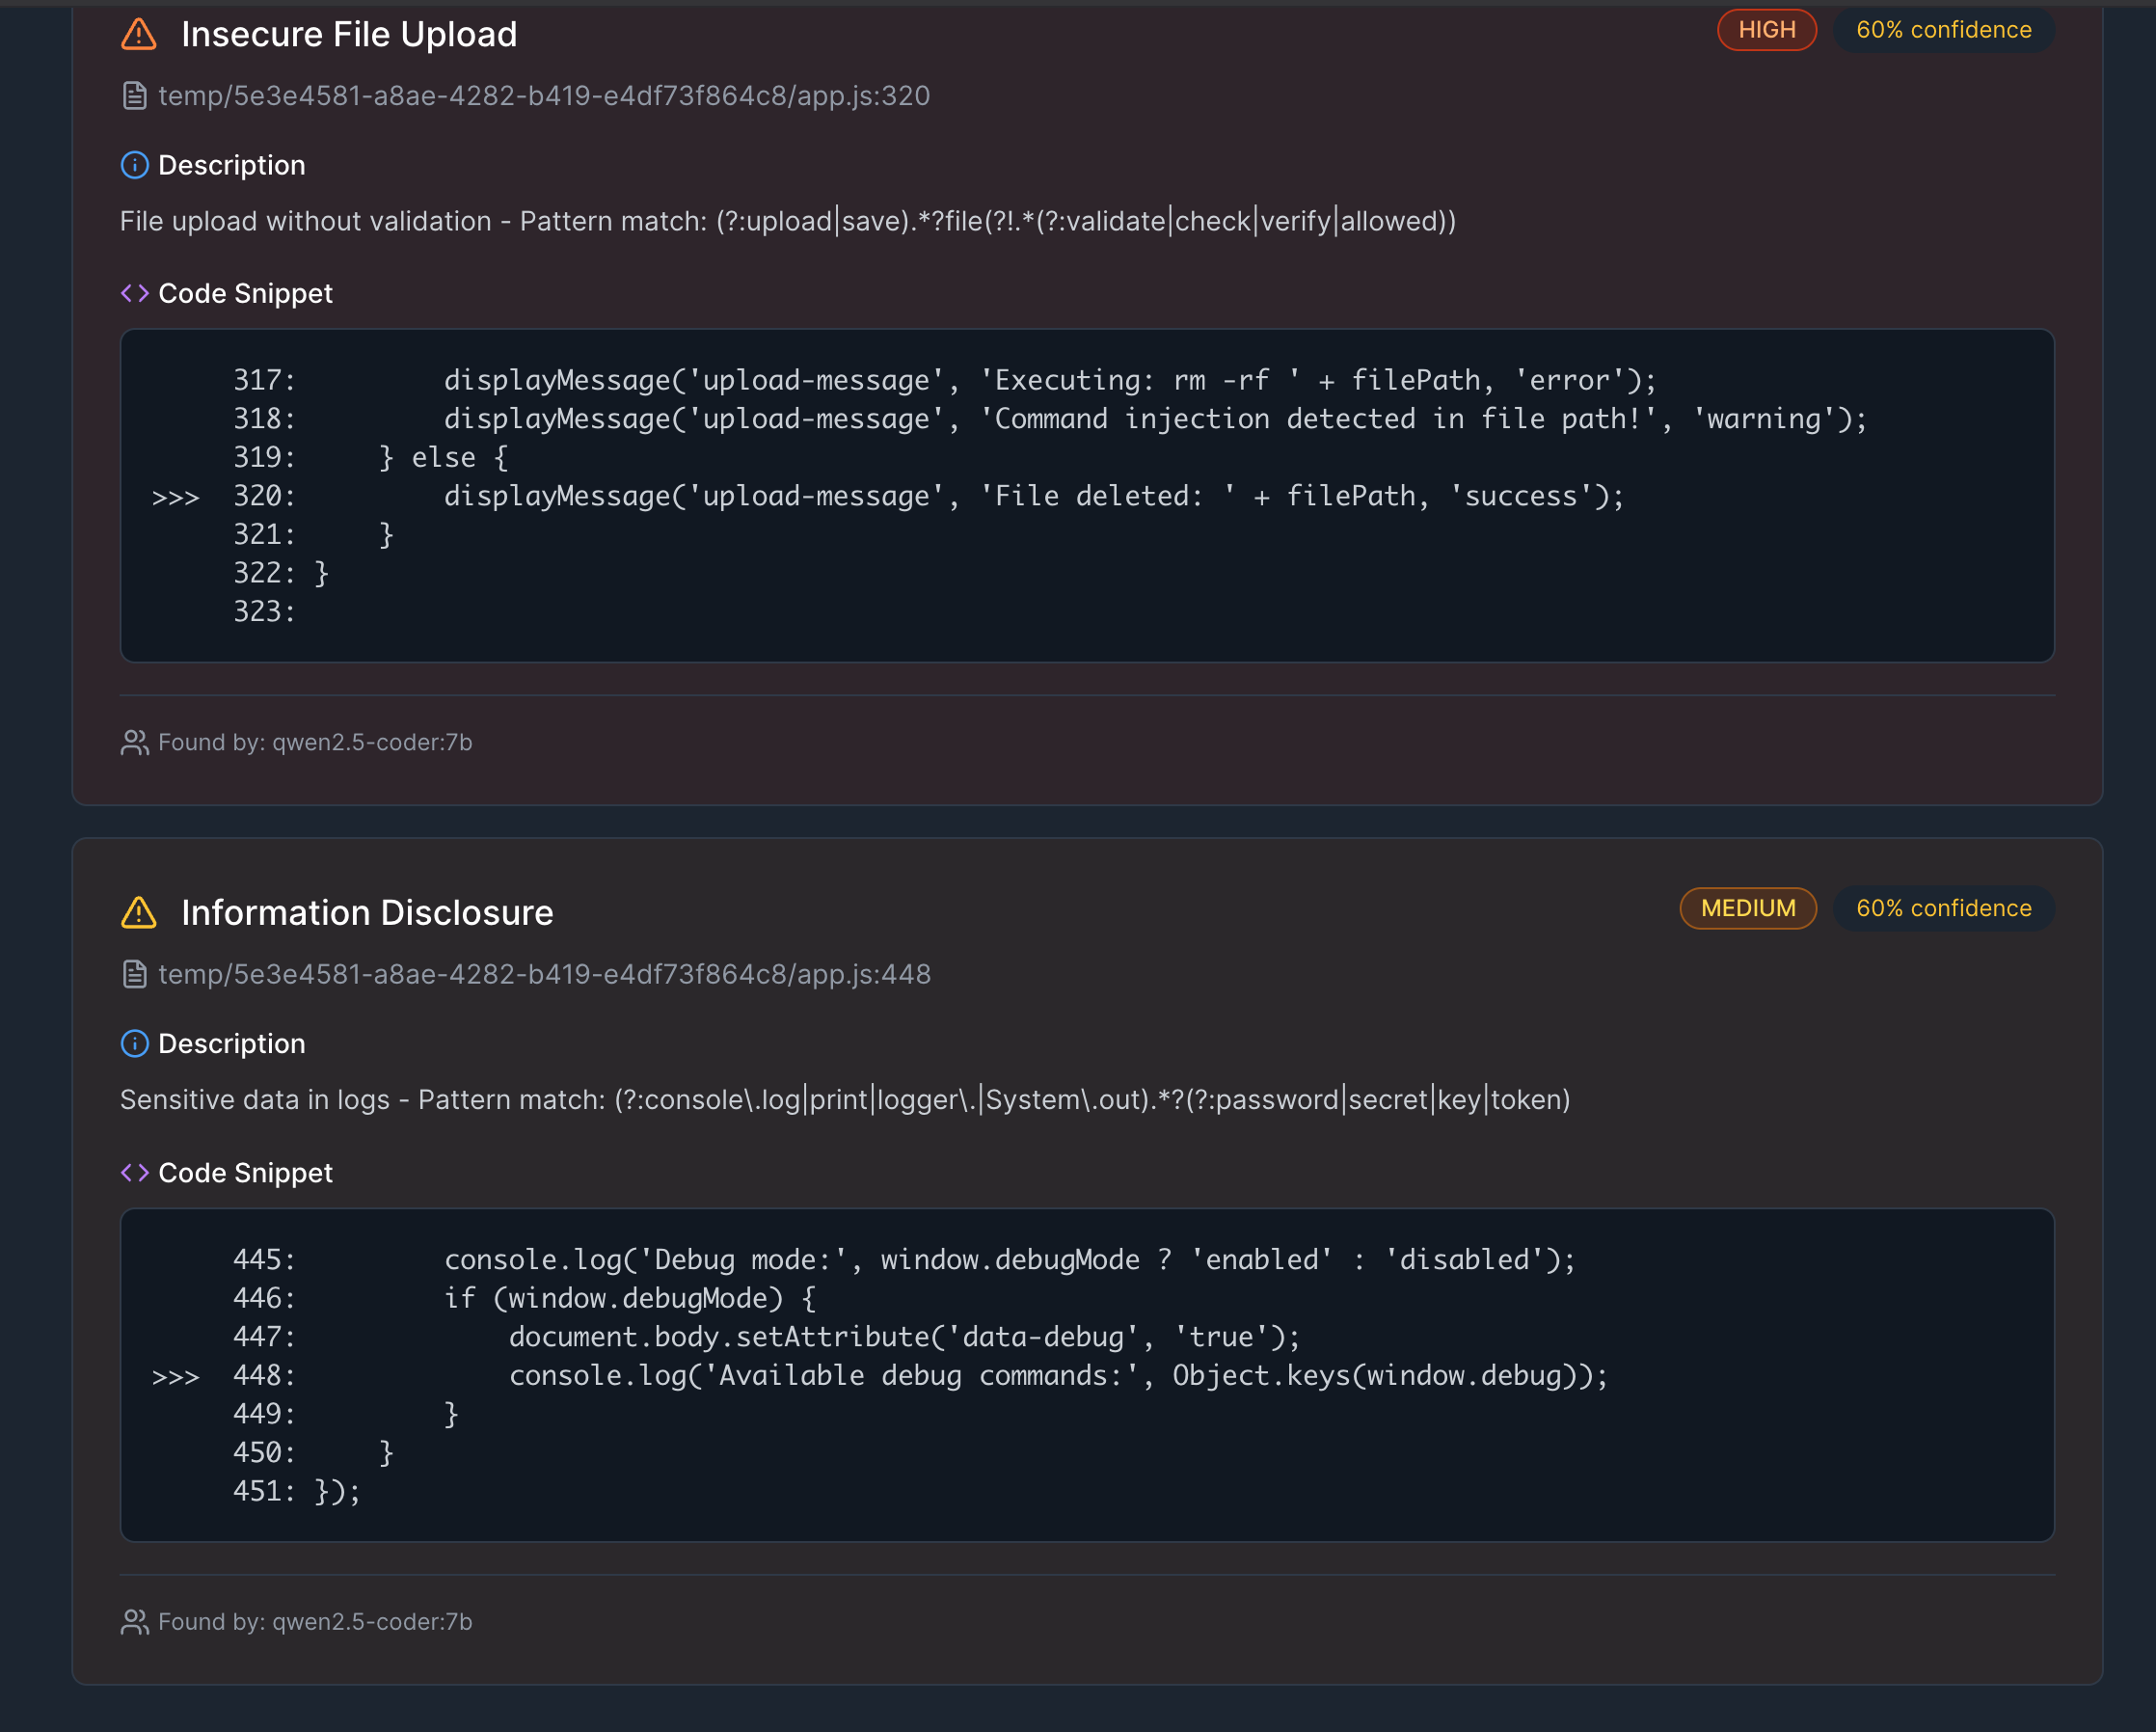 Insecure File Upload
HIGH
60% confidence
temp/5e3e4581-a8ae-4282-b419-e4df73f864c8/app.js:320
Description
File upload without validation - Pattern match: (?:upload|save).*?file(?!.*(?:validate|check|verify|allowed))
<> Code Snippet
317:         displayMessage('upload-message', 'Executing: rm -rf ' + filePath, 'error');
318:         displayMessage('upload-message', 'Command injection detected in file path!', 'warning');
319:     } else {
>>> 320:         displayMessage('upload-message', 'File deleted: ' + filePath, 'success');
321:     }
322: }
323:
Found by: qwen2.5-coder:7b
Information Disclosure
MEDIUM
60% confidence
temp/5e3e4581-a8ae-4282-b419-e4df73f864c8/app.js:448
Description
Sensitive data in logs - Pattern match: (?:console\.log|print|logger\.|System\.out).*?(?:password|secret|key|token)
<> Code Snippet
445:         console.log('Debug mode:', window.debugMode ? 'enabled' : 'disabled');
446:         if (window.debugMode) {
447:             document.body.setAttribute('data-debug', 'true');
>>> 448:             console.log('Available debug commands:', Object.keys(window.debug));
449:         }
450:     }
451: });
Found by: qwen2.5-coder:7b